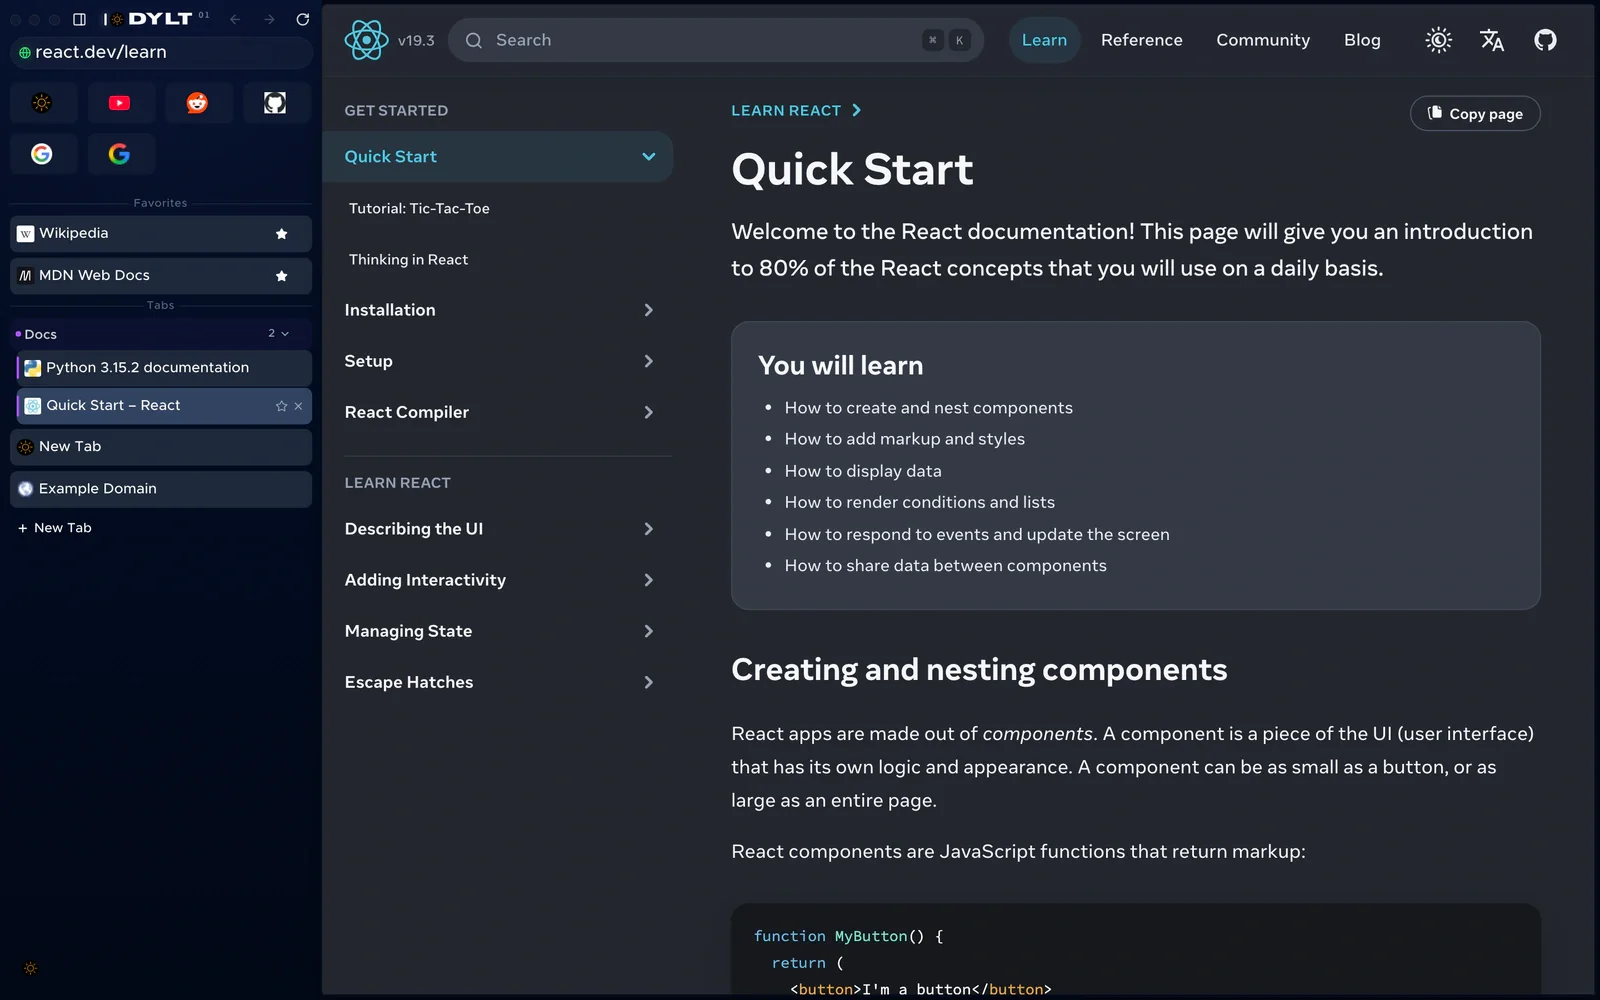 DYLT 01
react.dev/learn
Favorites
Wikipedia
MDN Web Docs
Tabs
Docs 2
Python 3.15.2 documentation
Quick Start – React
New Tab
Example Domain
+ New Tab
v19.3
Search ⌘ K
Learn Reference Community Blog
GET STARTED
Quick Start
Tutorial: Tic-Tac-Toe
Thinking in React
Installation
Setup
React Compiler
LEARN REACT
Describing the UI
Adding Interactivity
Managing State
Escape Hatches
LEARN REACT
Copy page
Quick Start
Welcome to the React documentation! This page will give you an introduction
to 80% of the React concepts that you will use on a daily basis.
You will learn
• How to create and nest components
• How to add markup and styles
• How to display data
• How to render conditions and lists
• How to respond to events and update the screen
• How to share data between components
Creating and nesting components
React apps are made out of components. A component is a piece of the UI (user interface)
that has its own logic and appearance. A component can be as small as a button, or as
large as an entire page.
React components are JavaScript functions that return markup:
function MyButton() {
return (
<button>I'm a button</button>